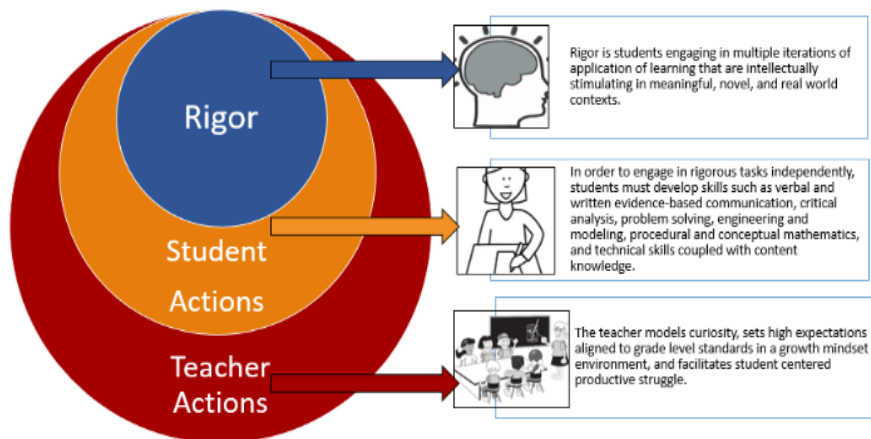 Rigor
Student
Actions
Teacher
Actions
Rigor is students engaging in multiple iterations of
application of learning that are intellectually
stimulating in meaningful, novel, and real world
contexts.
In order to engage in rigorous tasks independently,
students must develop skills such as verbal and
written evidence-based communication, critical
analysis, problem solving, engineering and
modeling, procedural and conceptual mathematics,
and technical skills coupled with content
knowledge.
The teacher models curiosity, sets high expectations
aligned to grade level standards in a growth mindset
environment, and facilitates student centered
productive struggle.